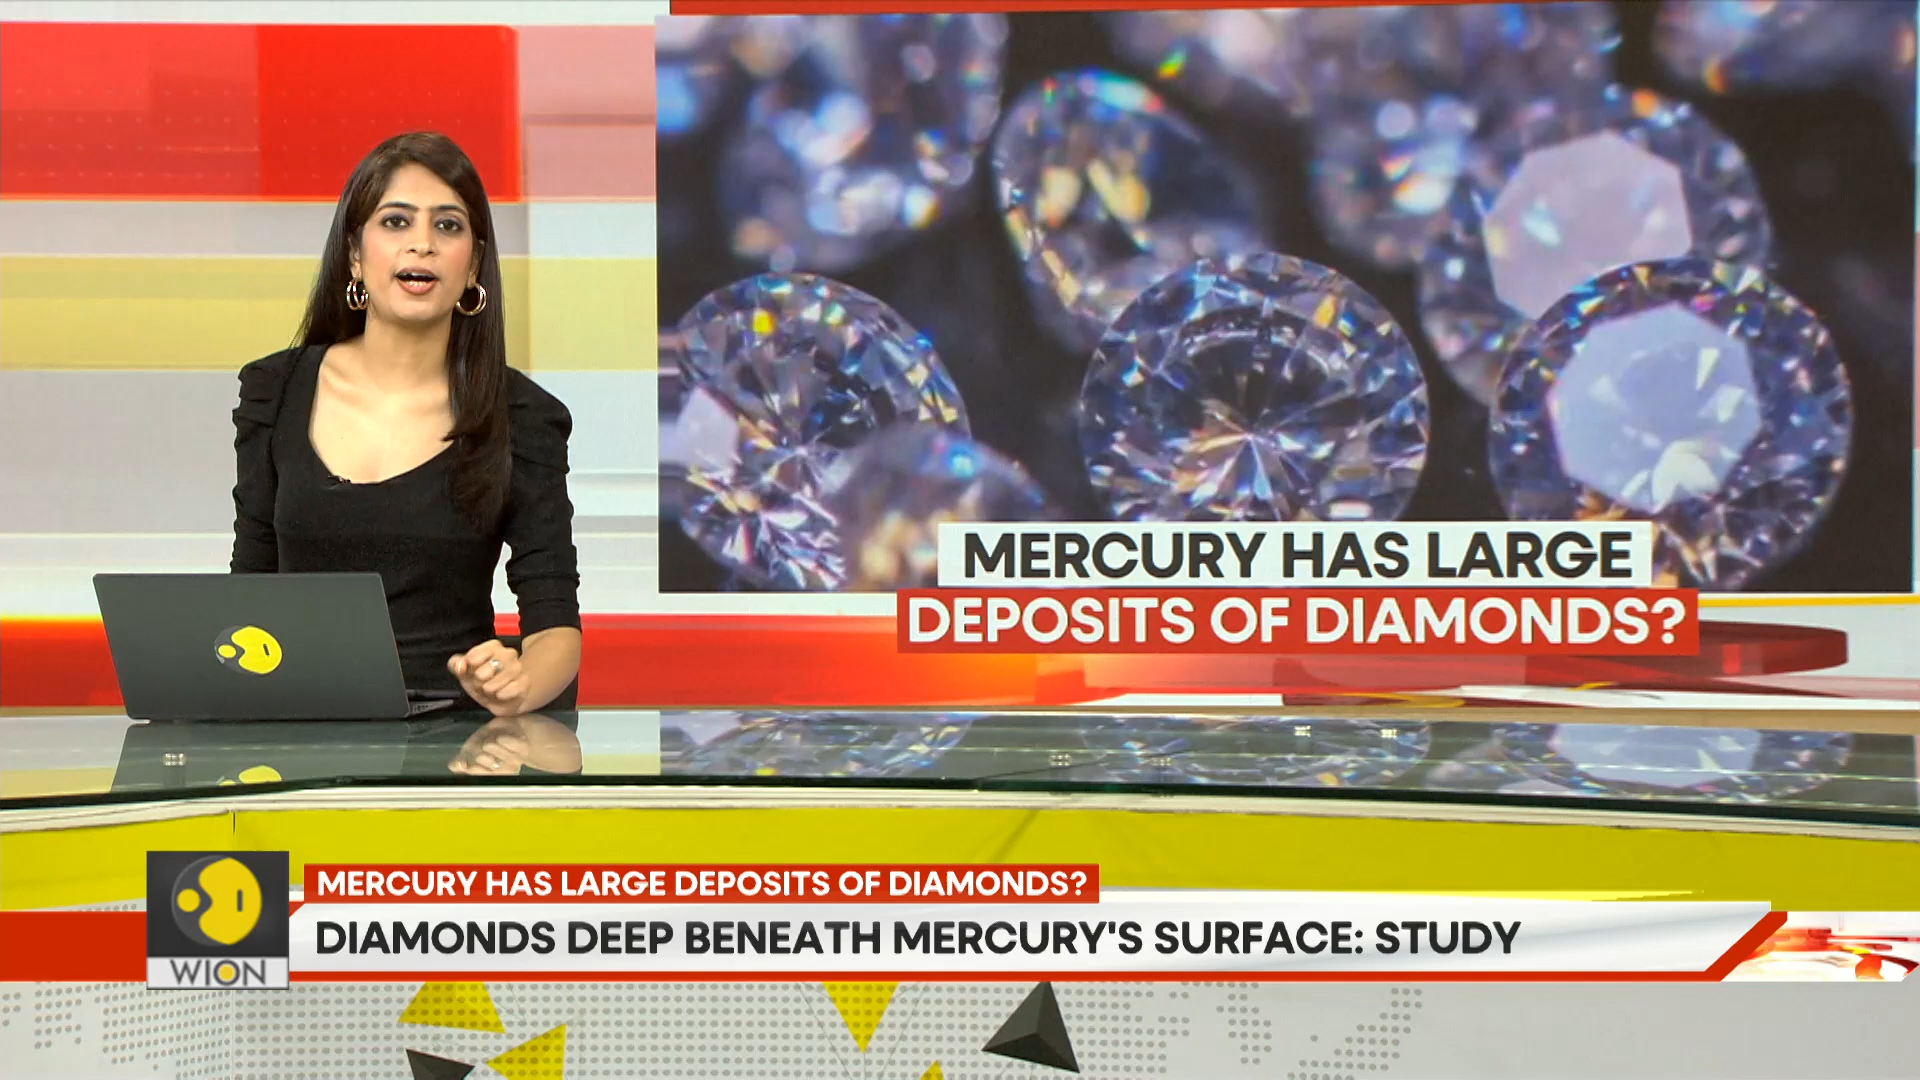 MERCURY HAS LARGE
DEPOSITS OF DIAMONDS?
MERCURY HAS LARGE DEPOSITS OF DIAMONDS?
DIAMONDS DEEP BENEATH MERCURY'S SURFACE: STUDY
WION